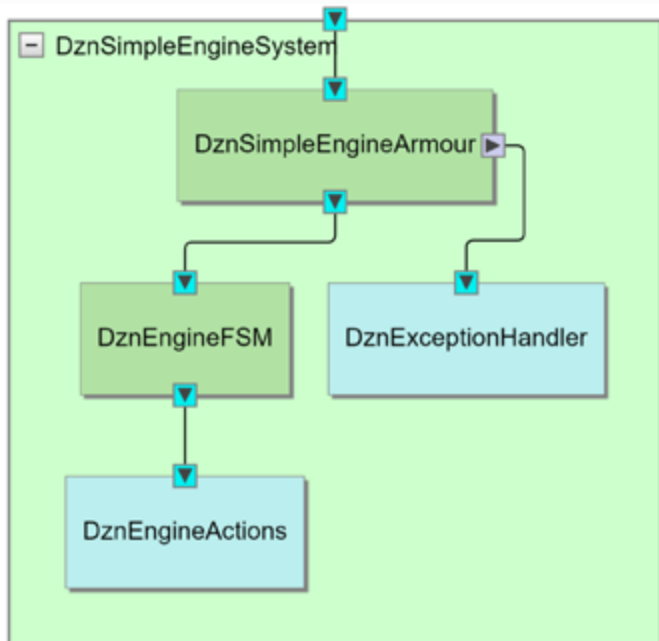 DznSimpleEngineSystem
DznSimpleEngineArmour
DznEngineFSM
DznExceptionHandler
DznEngineActions